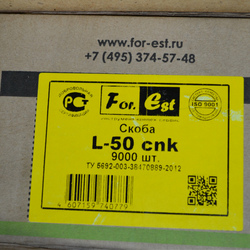 www.for-est.ru
+7 (495) 374-57-48
For. Est
ISO 9001
Скоба
L-50 cnk
9000 шт.
ТУ 5692-003-38470889-2012
4 607159 740779